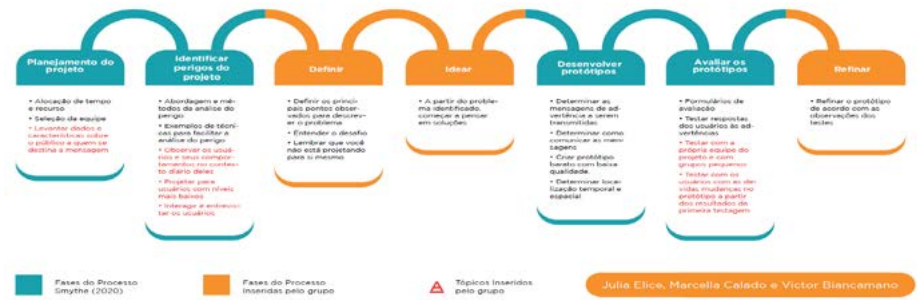 Planejamento do
projeto
• Alocação de tempo
e recurso
• Seleção de equipe
• Levantar dados e
características sobre
o público a quem se
destina a mensagem
Identificar
perigos do
projeto
• Abordagem e mé-
todos da análise do
perigo
• Exemplos de técni-
cas para facilitar a
análise do perigo
• Observar os usuá-
rios e seus compor-
tamentos no contex-
to diário deles
• Projetar para
usuários com níveis
mais baixos
• Interagir e entrevis-
tar os usuários
Definir
• Definir os princi-
pais pontos obser-
vados para descrev-
er o problema
• Entender o desafio
• Lembrar que você
não está projetando
para si mesmo
Idear
• A partir do proble-
ma identificado,
começar a pensar
em soluções
Desenvolver
protótipos
• Determinar as
mensagens de ad-
vertência a serem
transmitidas
• Determinar como
comunicar as men-
sagens
• Criar protótipo
barato com baixa
qualidade.
• Determinar loca-
lização temporal e
espacial
Avaliar os
protótipos
• Formulários de
avaliação
• Testar respostas
dos usuários às ad-
vertências
• Testar com a
própria equipe do
projeto e com
grupos pequenos
• Testar com os
usuários com as de-
vidas mudanças no
protótipo a partir
dos resultados da
primeira testagem
Refinar
• Refinar o protótipo
de acordo com as
observações dos
testes
Fases do Processo
Smythe (2020)
Fases do Processo
Inseridas pelo grupo
A
Tópicos Inseridos
pelo grupo
Julia Elice, Marcella Calado e Victor Biancamano